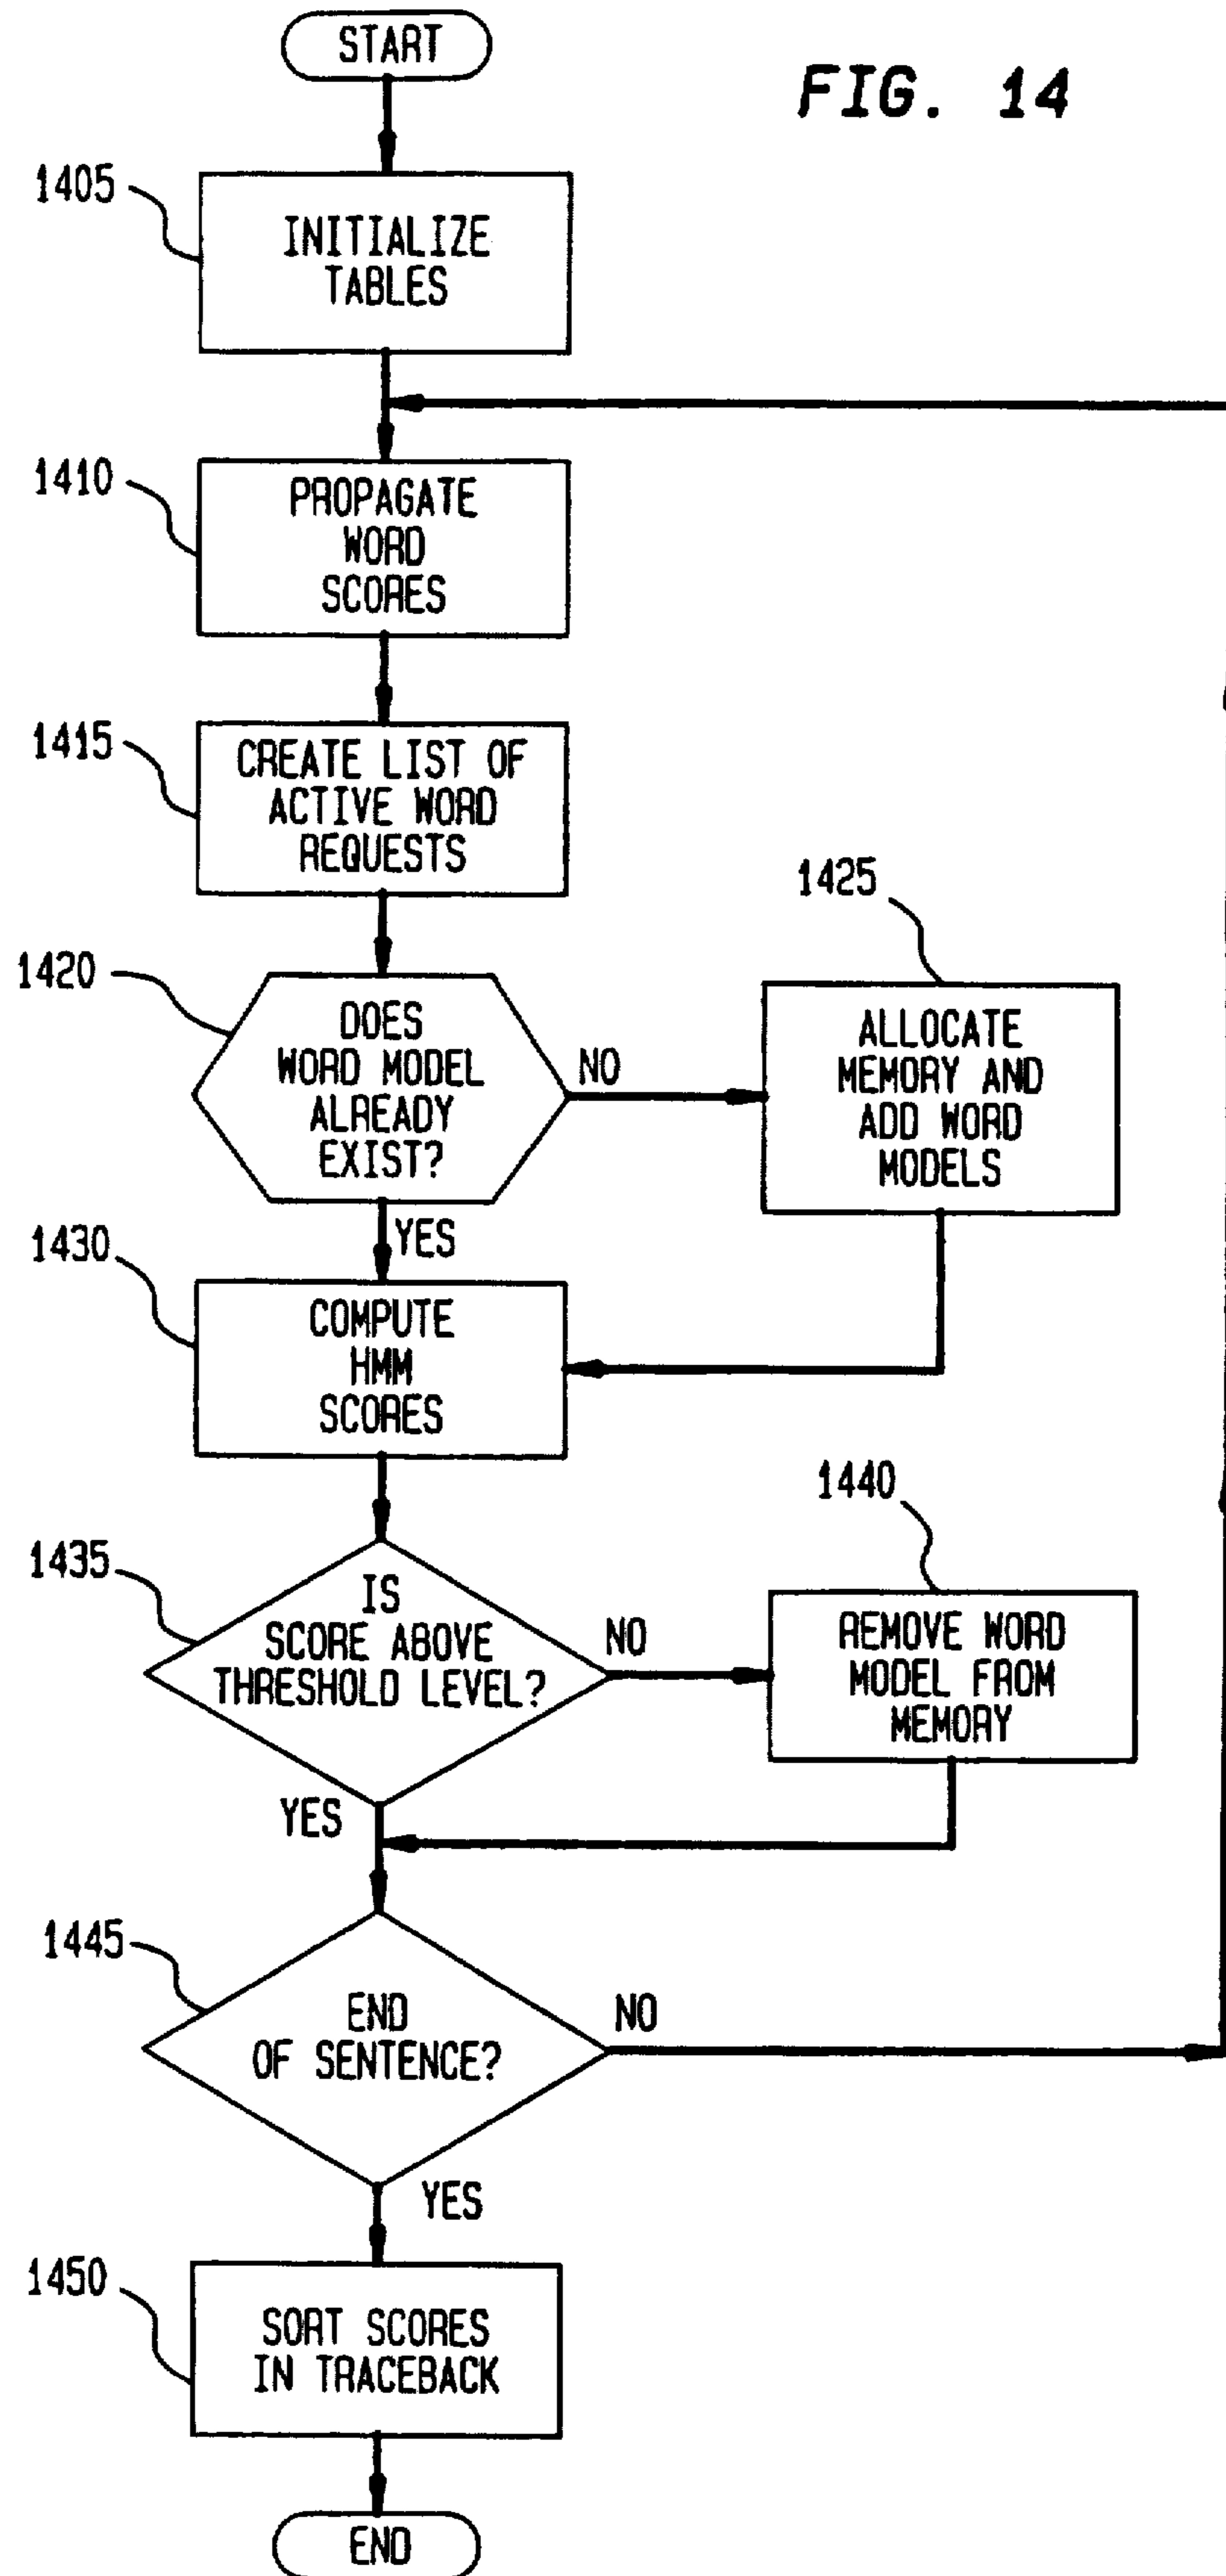 START
FIG. 14
1405
INITIALIZE
TABLES
1410
PROPAGATE
WORD
SCORES
1415
CREATE LIST OF
ACTIVE WORD
REQUESTS
1420
DOES
WORD MODEL
ALREADY
EXIST?
NO
YES
1425
ALLOCATE
MEMORY AND
ADD WORD
MODELS
1430
COMPUTE
HMM
SCORES
1435
IS
SCORE ABOVE
THRESHOLD LEVEL?
NO
YES
1440
REMOVE WORD
MODEL FROM
MEMORY
1445
END
OF SENTENCE?
NO
YES
1450
SORT SCORES
IN TRACEBACK
END